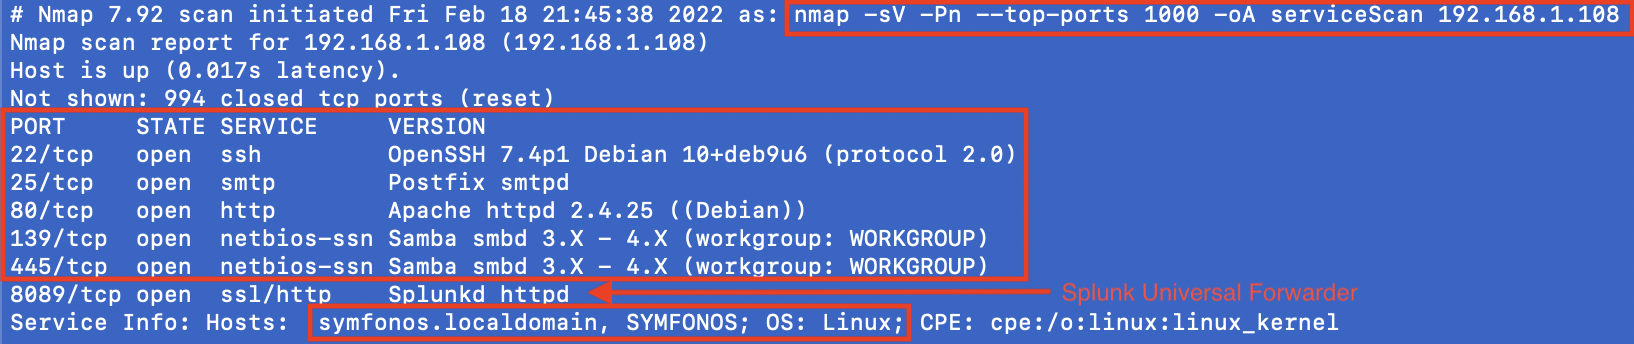 # Nmap 7.92 scan initiated Fri Feb 18 21:45:38 2022 as: nmap -sV -Pn --top-ports 1000 -oA serviceScan 192.168.1.108
Nmap scan report for 192.168.1.108 (192.168.1.108)
Host is up (0.017s latency).
Not shown: 994 closed tcp ports (reset)
PORT     STATE SERVICE     VERSION
22/tcp   open  ssh         OpenSSH 7.4p1 Debian 10+deb9u6 (protocol 2.0)
25/tcp   open  smtp        Postfix smtpd
80/tcp   open  http        Apache httpd 2.4.25 ((Debian))
139/tcp  open  netbios-ssn Samba smbd 3.X - 4.X (workgroup: WORKGROUP)
445/tcp  open  netbios-ssn Samba smbd 3.X - 4.X (workgroup: WORKGROUP)
8089/tcp open  ssl/http    Splunkd httpd Splunk Universal Forwarder
Service Info: Hosts:  symfonos.localdomain, SYMFONOS; OS: Linux; CPE: cpe:/o:linux:linux_kernel